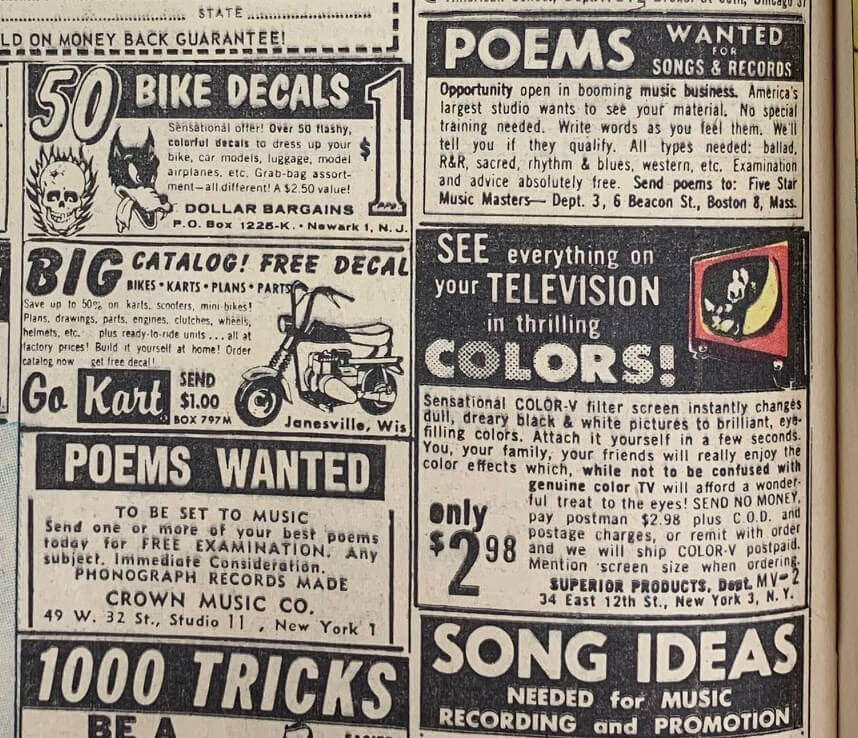 STATE
LD ON MONEY BACK GUARANTEE!
50 BIKE DECALS $1
Sensational offer! Over 50 flashy,
colorful decals to dress up your
bike, car models, luggage, model
airplanes, etc. Grab-bag assort-
ment—all different! A $2.50 value!
DOLLAR BARGAINS
P.O. Box 1225-K. • Newark 1, N. J.
BIG CATALOG! FREE DECAL
BIKES • KARTS • PLANS • PARTS
Save up to 50% on karts, scooters, mini bikes!
Plans, drawings, parts, engines, clutches, wheels,
helmets, etc. plus ready-to-ride units ... all at
factory prices! Build it yourself at home! Order
catalog now get free decal!
Go Kart SEND
$1.00
BOX 797M
Janesville, Wis
POEMS WANTED
TO BE SET TO MUSIC
Send one or more of your best poems
today for FREE EXAMINATION. Any
subject. Immediate Consideration.
PHONOGRAPH RECORDS MADE
CROWN MUSIC CO.
49 W. 32 St., Studio 11 , New York 1
1000 TRICKS
BE A
Chicago 37
POEMS WANTED
FOR
SONGS & RECORDS
Opportunity open in booming music business. America's
largest studio wants to see your material. No special
training needed. Write words as you feel them. We'll
tell you if they qualify. All types needed: ballad,
R&R, sacred, rhythm & blues, western, etc. Examination
and advice absolutely free. Send poems to: Five Star
Music Masters— Dept. 3, 6 Beacon St., Boston 8, Mass.
SEE everything on
your TELEVISION
in thrilling
COLORS!
Sensational COLOR-V filter screen instantly changes
dull, dreary black & white pictures to brilliant, eye-
filling colors. Attach it yourself in a few seconds.
You, your family, your friends will really enjoy the
color effects which, while not to be confused with
genuine color TV will afford a wonder-
ful treat to the eyes! SEND NO MONEY,
pay postman $2.98 plus C.O.D. and
postage charges, or remit with order
and we will ship COLOR-V postpaid.
Mention screen size when ordering.
only
$2.98
SUPERIOR PRODUCTS, Dept. MV-2
34 East 12th St., New York 3, N. Y.
SONG IDEAS
NEEDED for MUSIC
RECORDING and PROMOTION